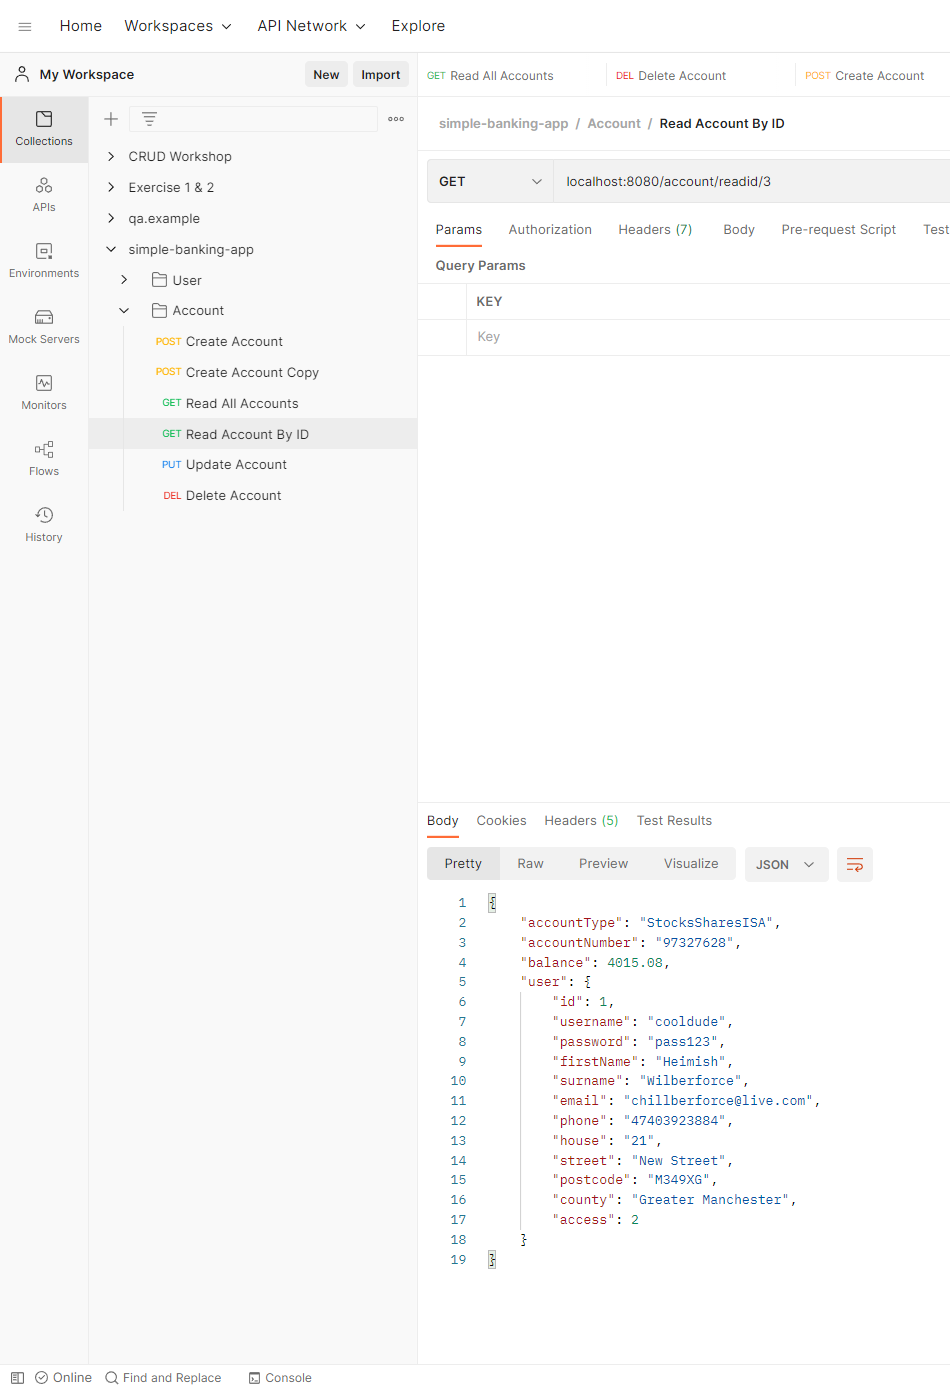 Home Workspaces API Network Explore
My Workspace New Import
GET Read All Accounts DEL Delete Account POST Create Account
Collections
APIs
Environments
Mock Servers
Monitors
Flows
History
CRUD Workshop
Exercise 1 & 2
qa.example
simple-banking-app
User
Account
POST Create Account
POST Create Account Copy
GET Read All Accounts
GET Read Account By ID
PUT Update Account
DEL Delete Account
simple-banking-app / Account / Read Account By ID
GET localhost:8080/account/readid/3
Params Authorization Headers (7) Body Pre-request Script Test
Query Params
KEY
Key
Body Cookies Headers (5) Test Results
Pretty Raw Preview Visualize JSON
1 {
2 "accountType": "StocksSharesISA",
3 "accountNumber": "97327628",
4 "balance": 4015.08,
5 "user": {
6 "id": 1,
7 "username": "cooldude",
8 "password": "pass123",
9 "firstName": "Heimish",
10 "surname": "Wilberforce",
11 "email": "chillberforce@live.com",
12 "phone": "47403923884",
13 "house": "21",
14 "street": "New Street",
15 "postcode": "M349XG",
16 "county": "Greater Manchester",
17 "access": 2
18 }
19 }
Online Find and Replace Console